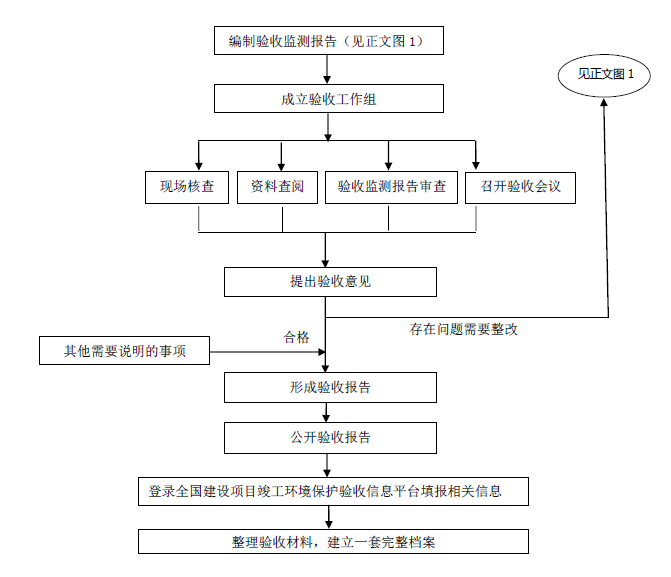 编制验收监测报告（见正文图1）
见正文图1
成立验收工作组
现场核查
资料查阅
验收监测报告审查
召开验收会议
提出验收意见
存在问题需要整改
合格
其他需要说明的事项
形成验收报告
公开验收报告
登录全国建设项目竣工环境保护验收信息平台填报相关信息
整理验收材料，建立一套完整档案